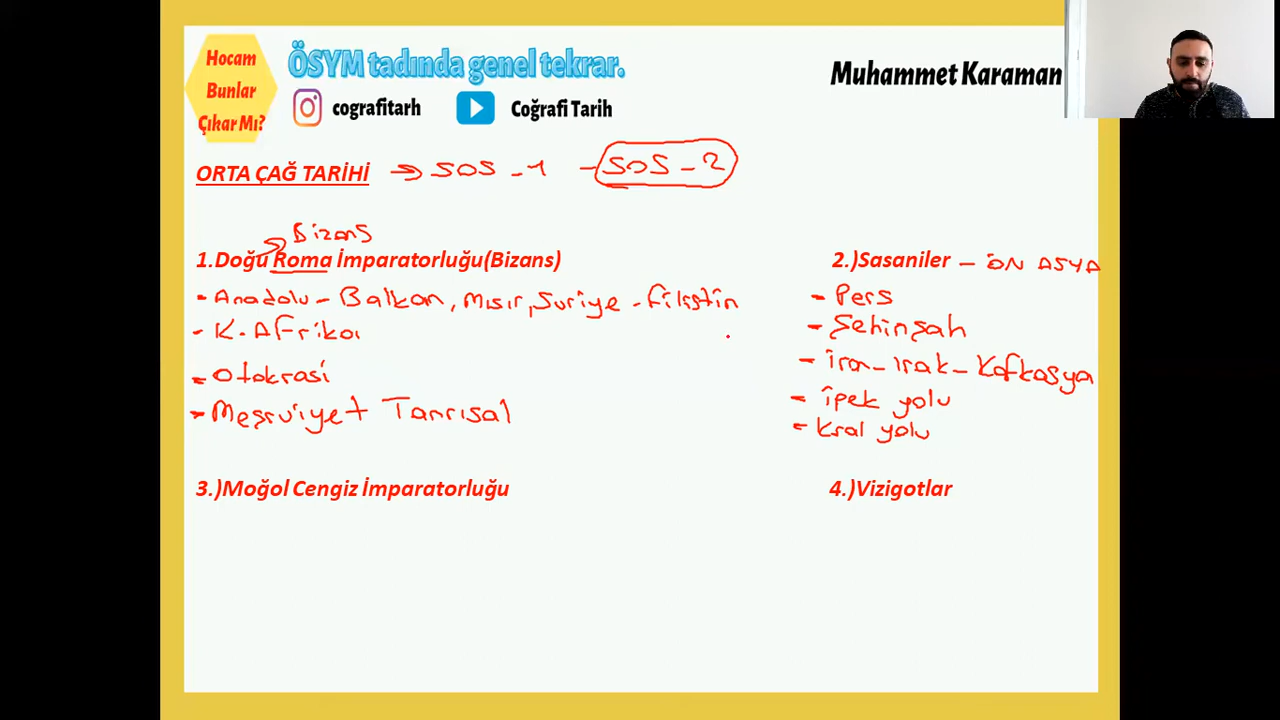 Hocam
Bunlar
Çıkar Mı?
ÖSYM tadında genel tekrar.
cografitarh
Coğrafi Tarih
Muhammet Karaman
ORTA ÇAĞ TARİHİ → SOS - 1 - SOS - 2
Bizans
1.Doğu Roma İmparatorluğu(Bizans)
- Anadolu - Balkan, Mısır, Suriye - Filistin
- K. Afrika
- Otokrasi
- Meşruiyet Tanrısal
2.)Sasaniler - ÖN ASYA
- Pers
- Şehinşah
- İran - Irak - Kafkasya
- İpek yolu
- Kral yolu
3.)Moğol Cengiz İmparatorluğu
4.)Vizigotlar